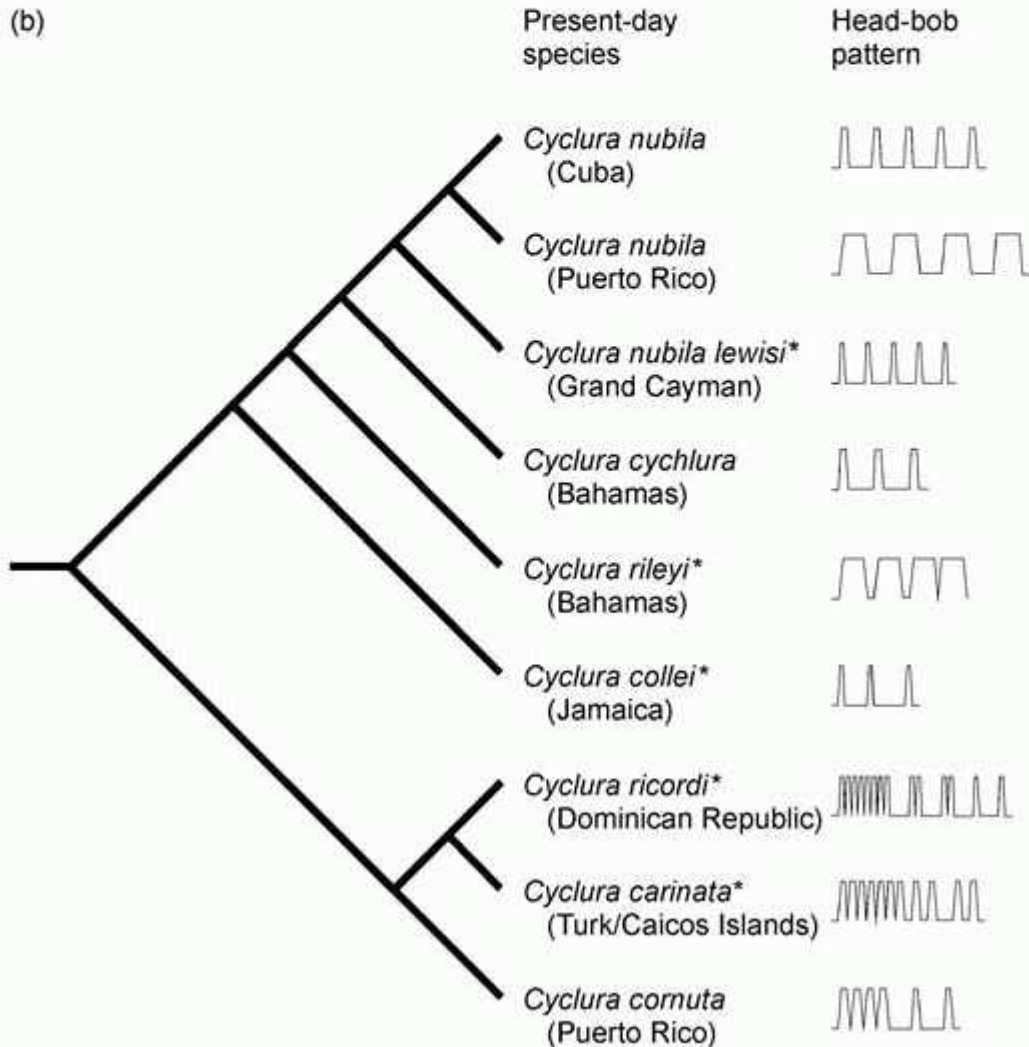 (b)
Present-day
species
Head-bob
pattern
Cyclura nubila
(Cuba)
Cyclura nubila
(Puerto Rico)
Cyclura nubila lewisi*
(Grand Cayman)
Cyclura cychlura
(Bahamas)
Cyclura rileyi*
(Bahamas)
Cyclura collei*
(Jamaica)
Cyclura ricordi*
(Dominican Republic)
Cyclura carinata*
(Turk/Caicos Islands)
Cyclura cornuta
(Puerto Rico)